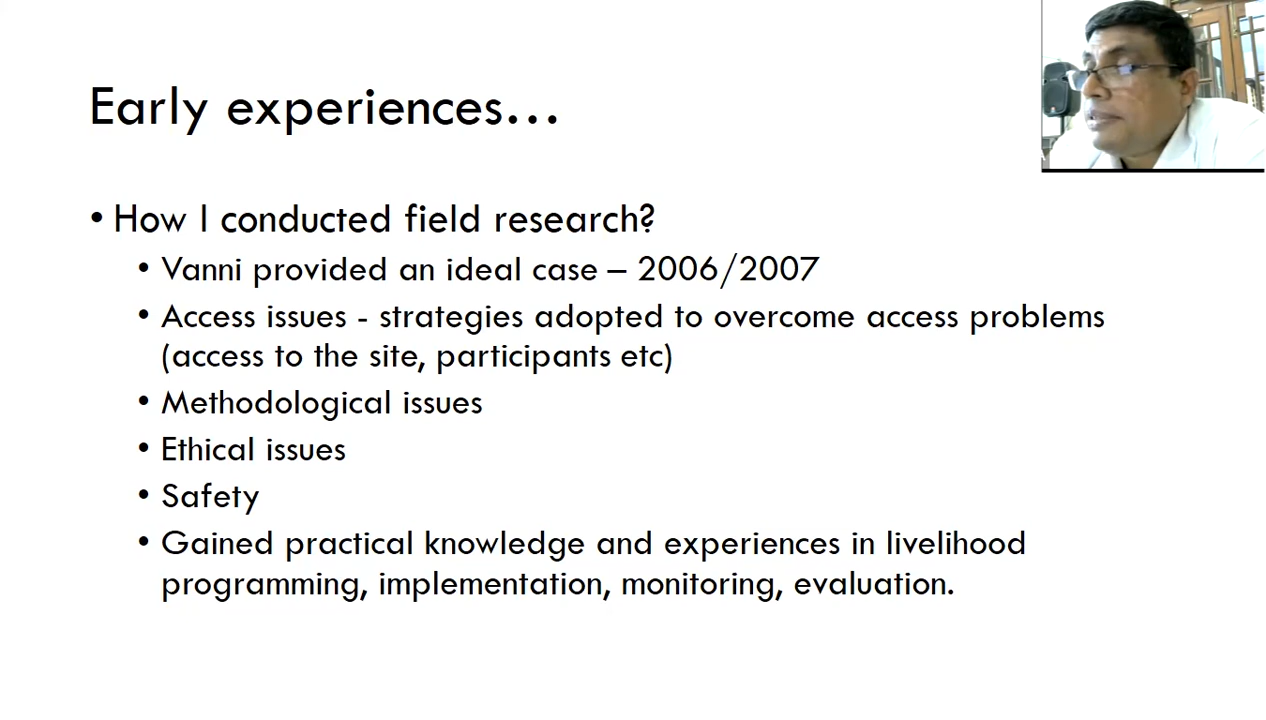 Early experiences...
• How I conducted field research?
• Vanni provided an ideal case – 2006/2007
• Access issues - strategies adopted to overcome access problems
(access to the site, participants etc)
• Methodological issues
• Ethical issues
• Safety
• Gained practical knowledge and experiences in livelihood
programming, implementation, monitoring, evaluation.